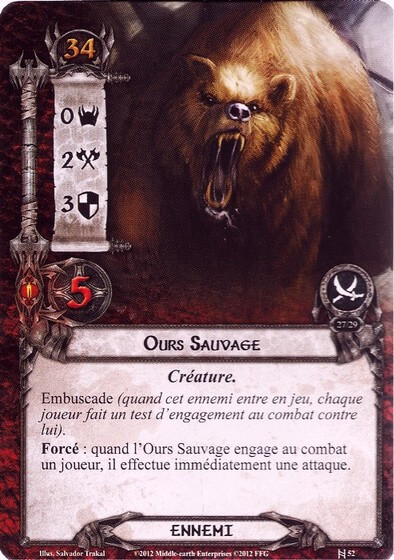 34
0
2
3
5
27/29
OURS SAUVAGE
Créature.
Embuscade (quand cet ennemi entre en jeu, chaque
joueur fait un test d'engagement au combat contre
lui).
Forcé : quand l'Ours Sauvage engage au combat
un joueur, il effectue immédiatement une attaque.
ENNEMI
Illus. Salvador Trakal ©2012 Middle-earth Enterprises ©2012 FFG 52